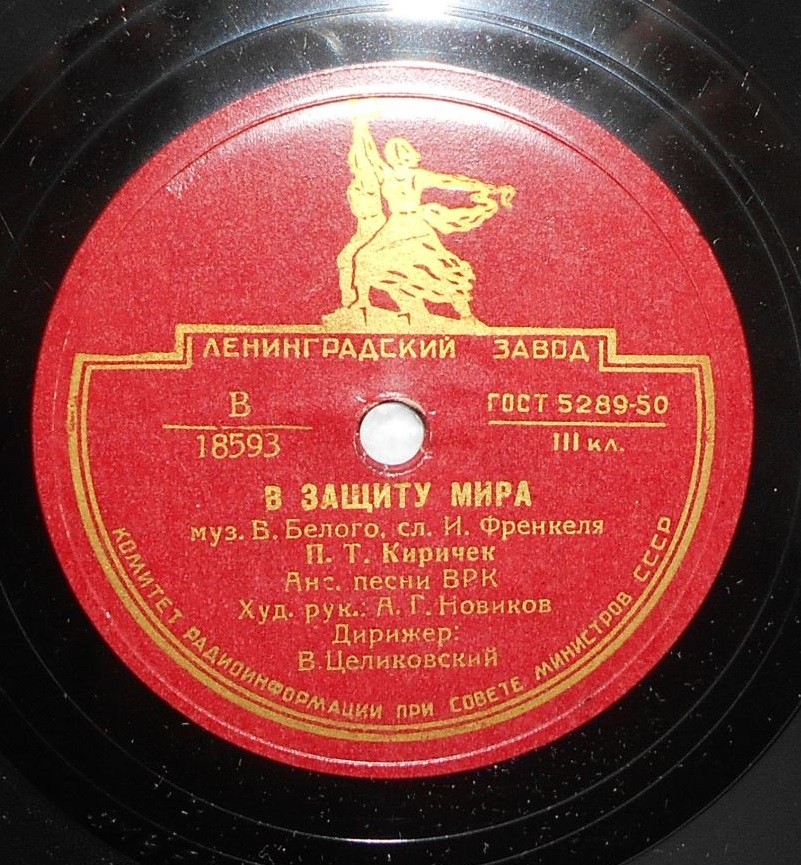 ЛЕНИНГРАДСКИЙ ЗАВОД
В
18593
ГОСТ 5289-50
III кл.
В ЗАЩИТУ МИРА
муз. В. Белого, сл. И. Френкеля
П. Т. Киричек
Анс. песни ВРК
Худ. рук.: А. Г. Новиков
Дирижер:
В. Целиковский
КОМИТЕТ РАДИОИНФОРМАЦИИ ПРИ СОВЕТЕ МИНИСТРОВ СССР